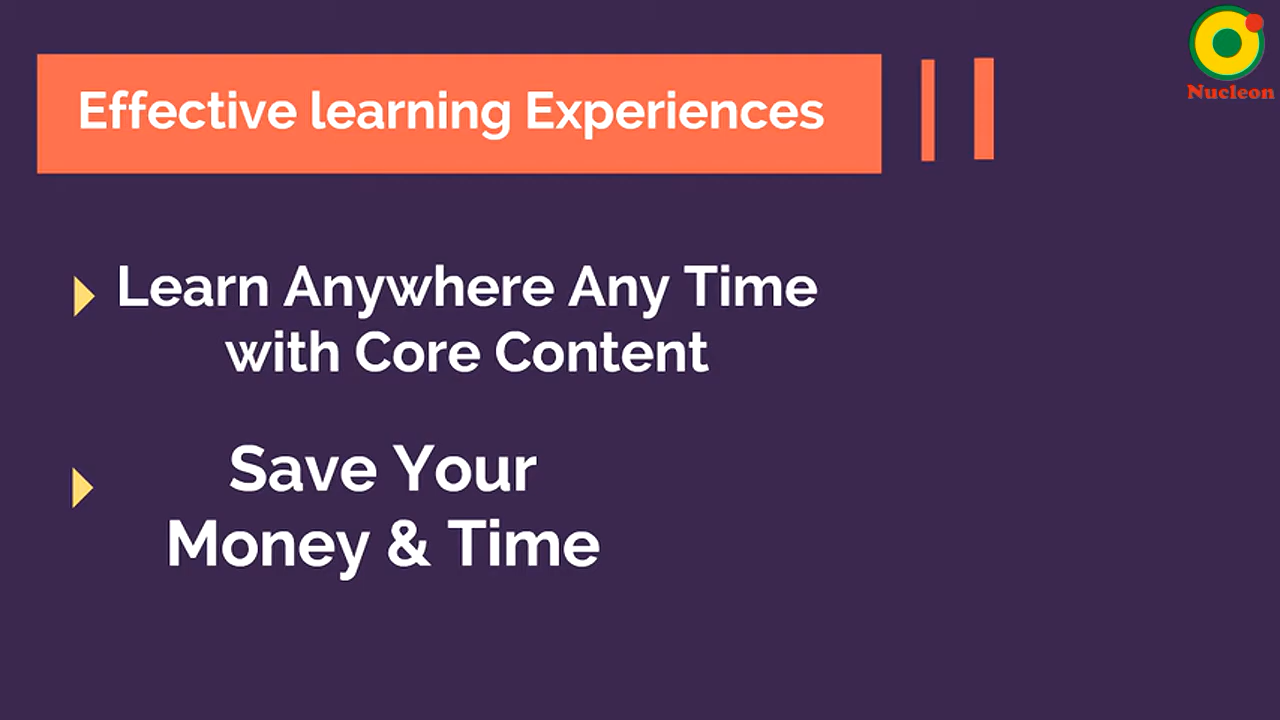 Effective learning Experiences
Nucleon
Learn Anywhere Any Time
with Core Content
Save Your
Money & Time